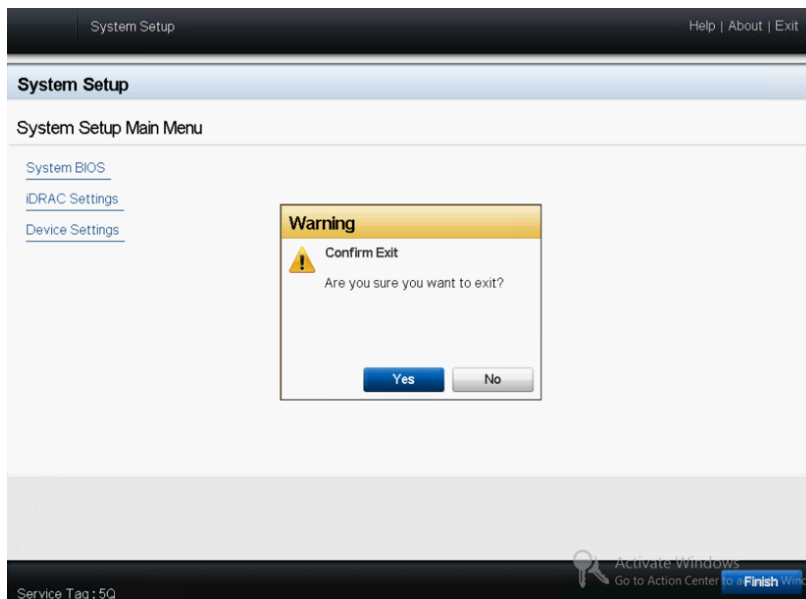 System Setup
Help | About | Exit
System Setup
System Setup Main Menu
System BIOS
iDRAC Settings
Device Settings
Warning
Confirm Exit
Are you sure you want to exit?
Yes No
Activate Windows
Go to Action Center to a
Finish
Service Tag : 5Q